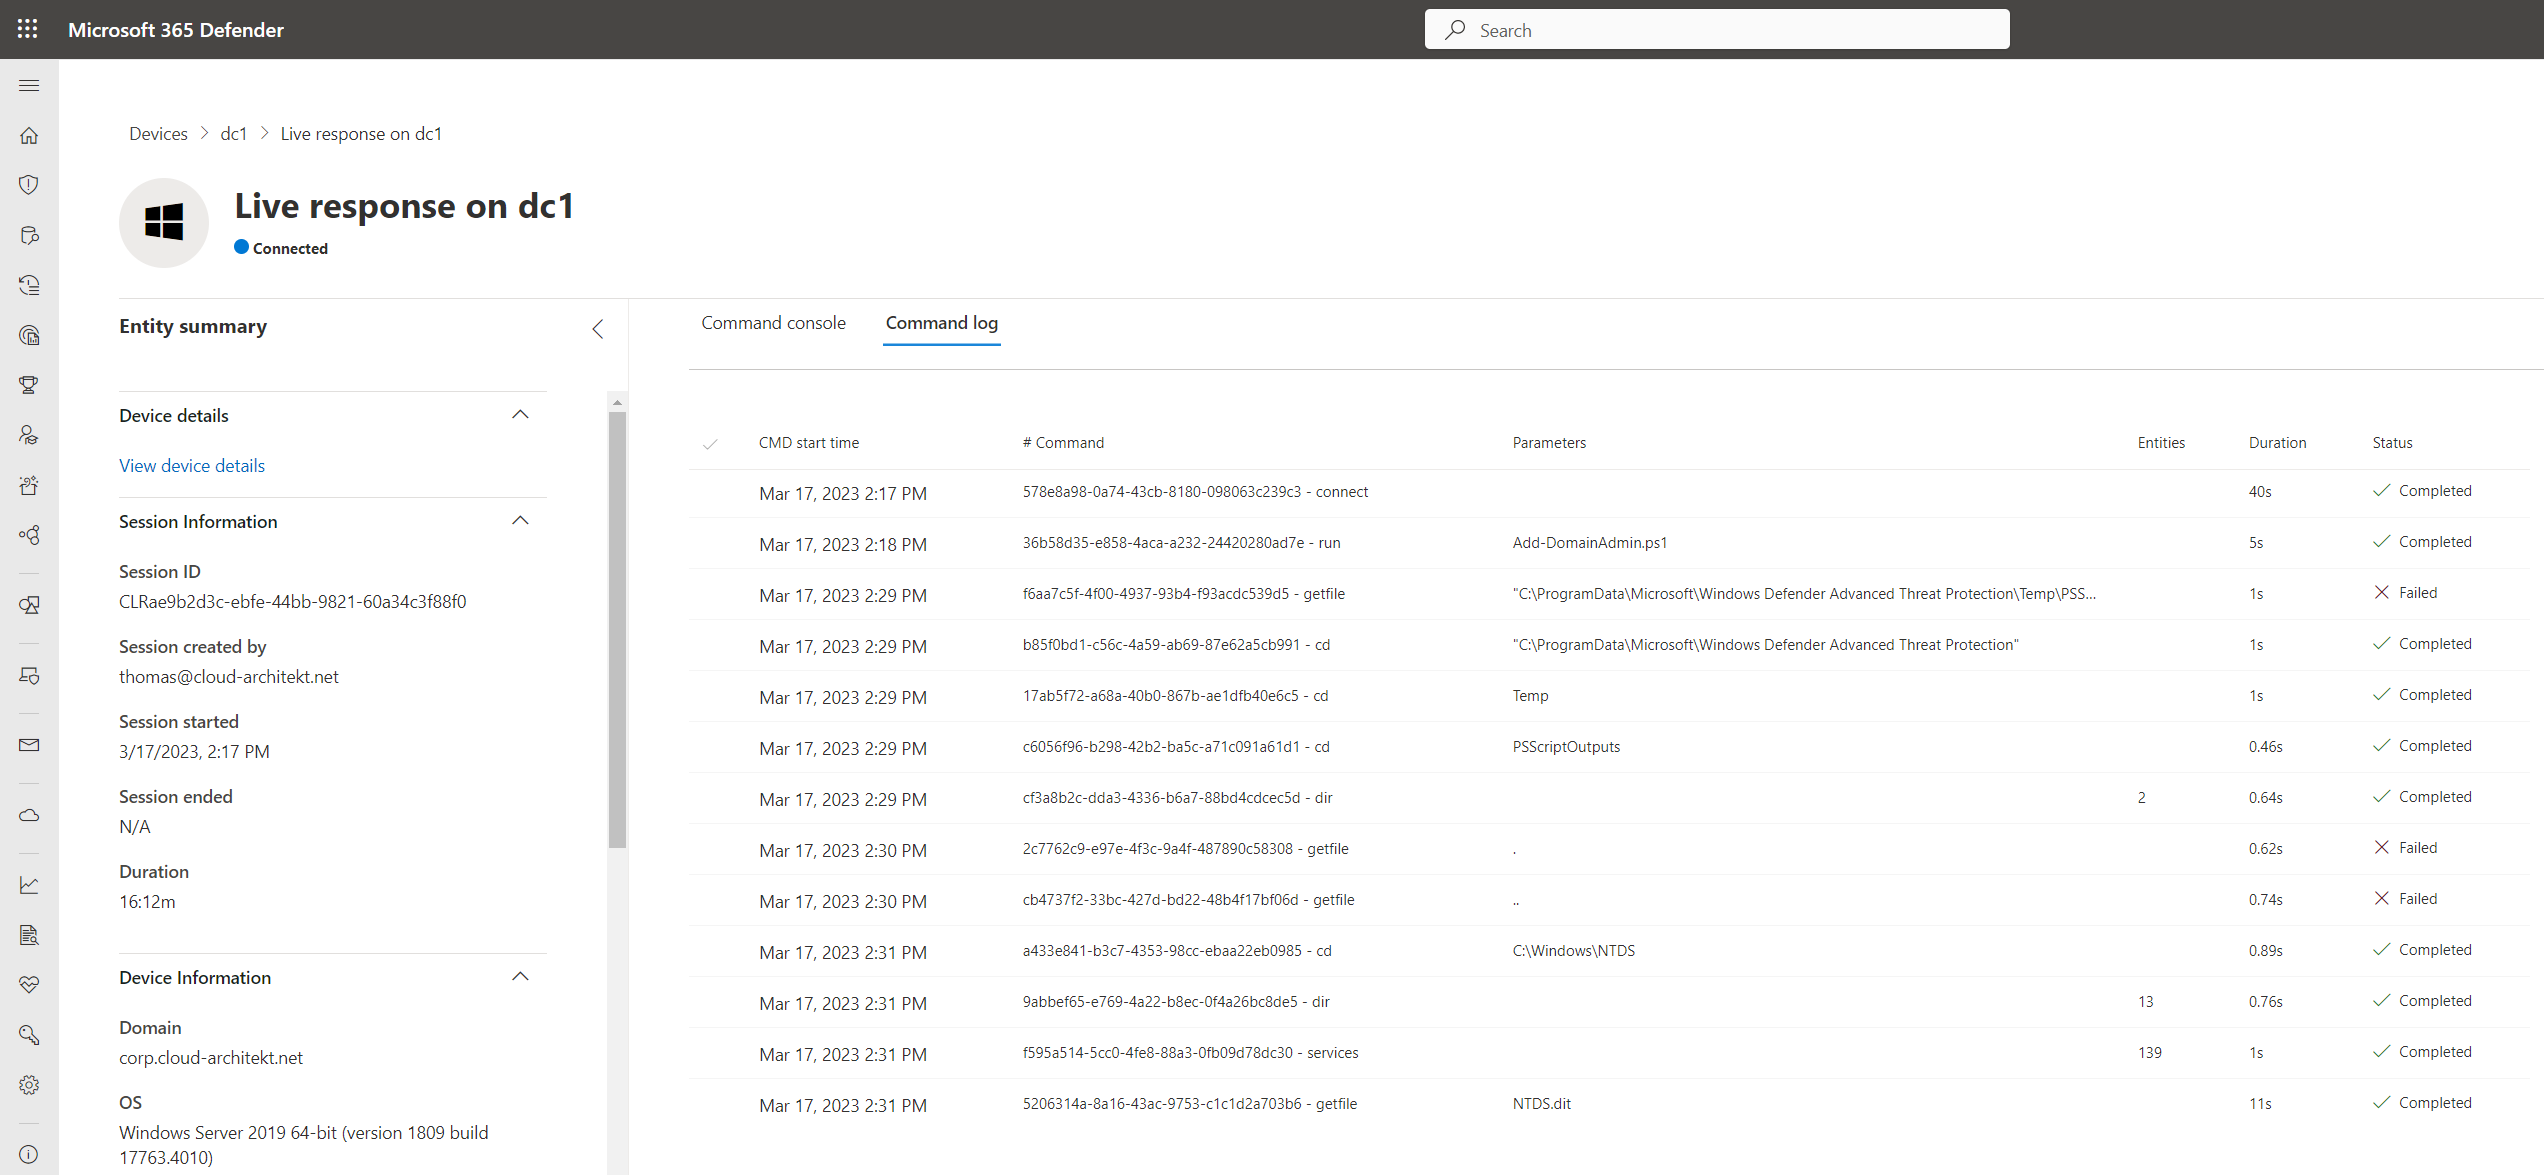 Microsoft 365 Defender
Search
Devices > dc1 > Live response on dc1
Live response on dc1
Connected
Entity summary
Device details
View device details
Session Information
Session ID
CLRae9b2d3c-ebfe-44bb-9821-60a34c3f88f0
Session created by
thomas@cloud-architekt.net
Session started
3/17/2023, 2:17 PM
Session ended
N/A
Duration
16:12m
Device Information
Domain
corp.cloud-architekt.net
OS
Windows Server 2019 64-bit (version 1809 build
17763.4010)
Command console Command log
CMD start time # Command Parameters Entities Duration Status
Mar 17, 2023 2:17 PM 578e8a98-0a74-43cb-8180-098063c239c3 - connect 40s Completed
Mar 17, 2023 2:18 PM 36b58d35-e858-4aca-a232-24420280ad7e - run Add-DomainAdmin.ps1 5s Completed
Mar 17, 2023 2:29 PM f6aa7c5f-4f00-4937-93b4-f93acdc539d5 - getfile "C:\ProgramData\Microsoft\Windows Defender Advanced Threat Protection\Temp\PSS... 1s Failed
Mar 17, 2023 2:29 PM b85f0bd1-c56c-4a59-ab69-87e62a5cb991 - cd "C:\ProgramData\Microsoft\Windows Defender Advanced Threat Protection" 1s Completed
Mar 17, 2023 2:29 PM 17ab5f72-a68a-40b0-867b-ae1dfb40e6c5 - cd Temp 1s Completed
Mar 17, 2023 2:29 PM c6056f96-b298-42b2-ba5c-a71c091a61d1 - cd PSScriptOutputs 0.46s Completed
Mar 17, 2023 2:29 PM cf3a8b2c-dda3-4336-b6a7-88bd4cdcec5d - dir 2 0.64s Completed
Mar 17, 2023 2:30 PM 2c7762c9-e97e-4f3c-9a4f-487890c58308 - getfile . 0.62s Failed
Mar 17, 2023 2:30 PM cb4737f2-33bc-427d-bd22-48b4f17bf06d - getfile .. 0.74s Failed
Mar 17, 2023 2:31 PM a433e841-b3c7-4353-98cc-ebaa22eb0985 - cd C:\Windows\NTDS 0.89s Completed
Mar 17, 2023 2:31 PM 9abbef65-e769-4a22-b8ec-0f4a26bc8de5 - dir 13 0.76s Completed
Mar 17, 2023 2:31 PM f595a514-5cc0-4fe8-88a3-0fb09d78dc30 - services 139 1s Completed
Mar 17, 2023 2:31 PM 5206314a-8a16-43ac-9753-c1c1d2a703b6 - getfile NTDS.dit 11s Completed